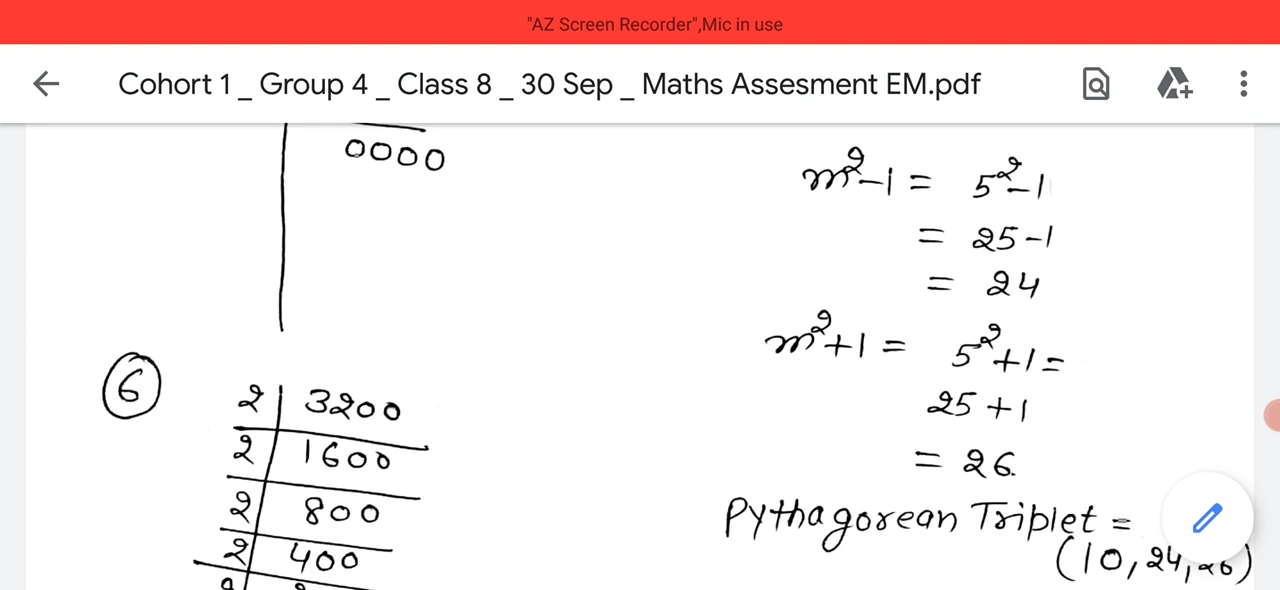 "AZ Screen Recorder",Mic in use
Cohort 1 _ Group 4 _ Class 8 _ 30 Sep _ Maths Assesment EM.pdf
0000
6
2 | 3200
2 | 1600
2 | 800
2 | 400
m²-1 = 5²-1
= 25-1
= 24
m²+1 = 5²+1=
25+1
= 26.
Pythagorean Triplet =
(10, 24, 26)